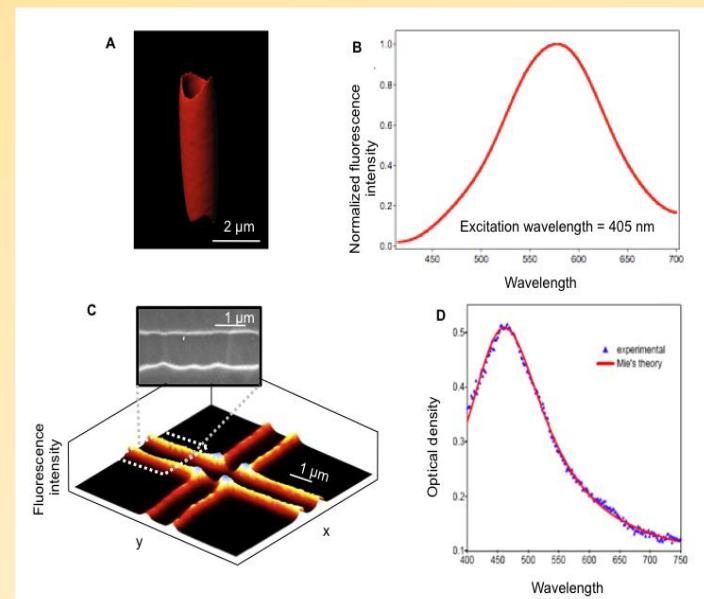 A
2 µm
B
Normalized fluorescence
intensity
1.0
0.8
0.6
0.4
0.2
0.0
Excitation wavelength = 405 nm
450
500
550
600
650
700
Wavelength
C
1 µm
Fluorescence
intensity
1 µm
y
x
D
Optical density
0.5
0.4
0.3
0.2
0.1
experimental
Mie's theory
400
450
500
550
600
650
700
750
Wavelength